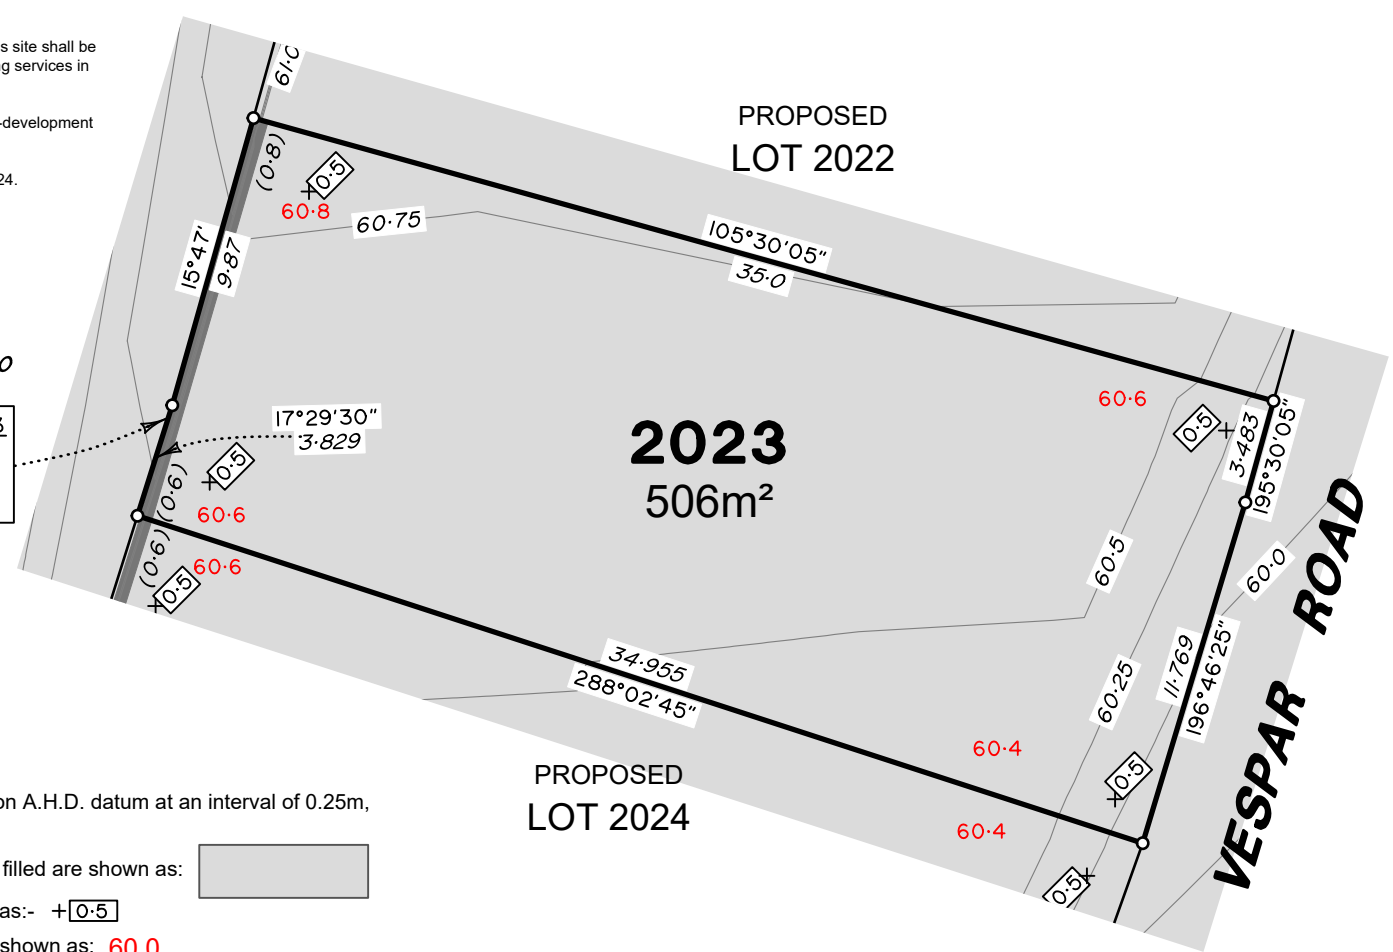 s site shall be
g services in
-development
24.
61·0
PROPOSED
LOT 2022
(0·8)
0·5
60·8
60·75
105°30'05"
35·0
15°47'
9·87
0
17°29'30"
3·829
0·5
(0·6)
60·6
(0·6)
60·6
0·5
2023
506m²
60·6
0·5
3·483
195°30'05"
60·5
60·0
VESPAR ROAD
11·769
196°46'25"
60·25
34·955
288°02'45"
60·4
0·5
60·4
0·5
PROPOSED
LOT 2024
on A.H.D. datum at an interval of 0.25m,
filled are shown as:
as:- +0·5
shown as: 60.0